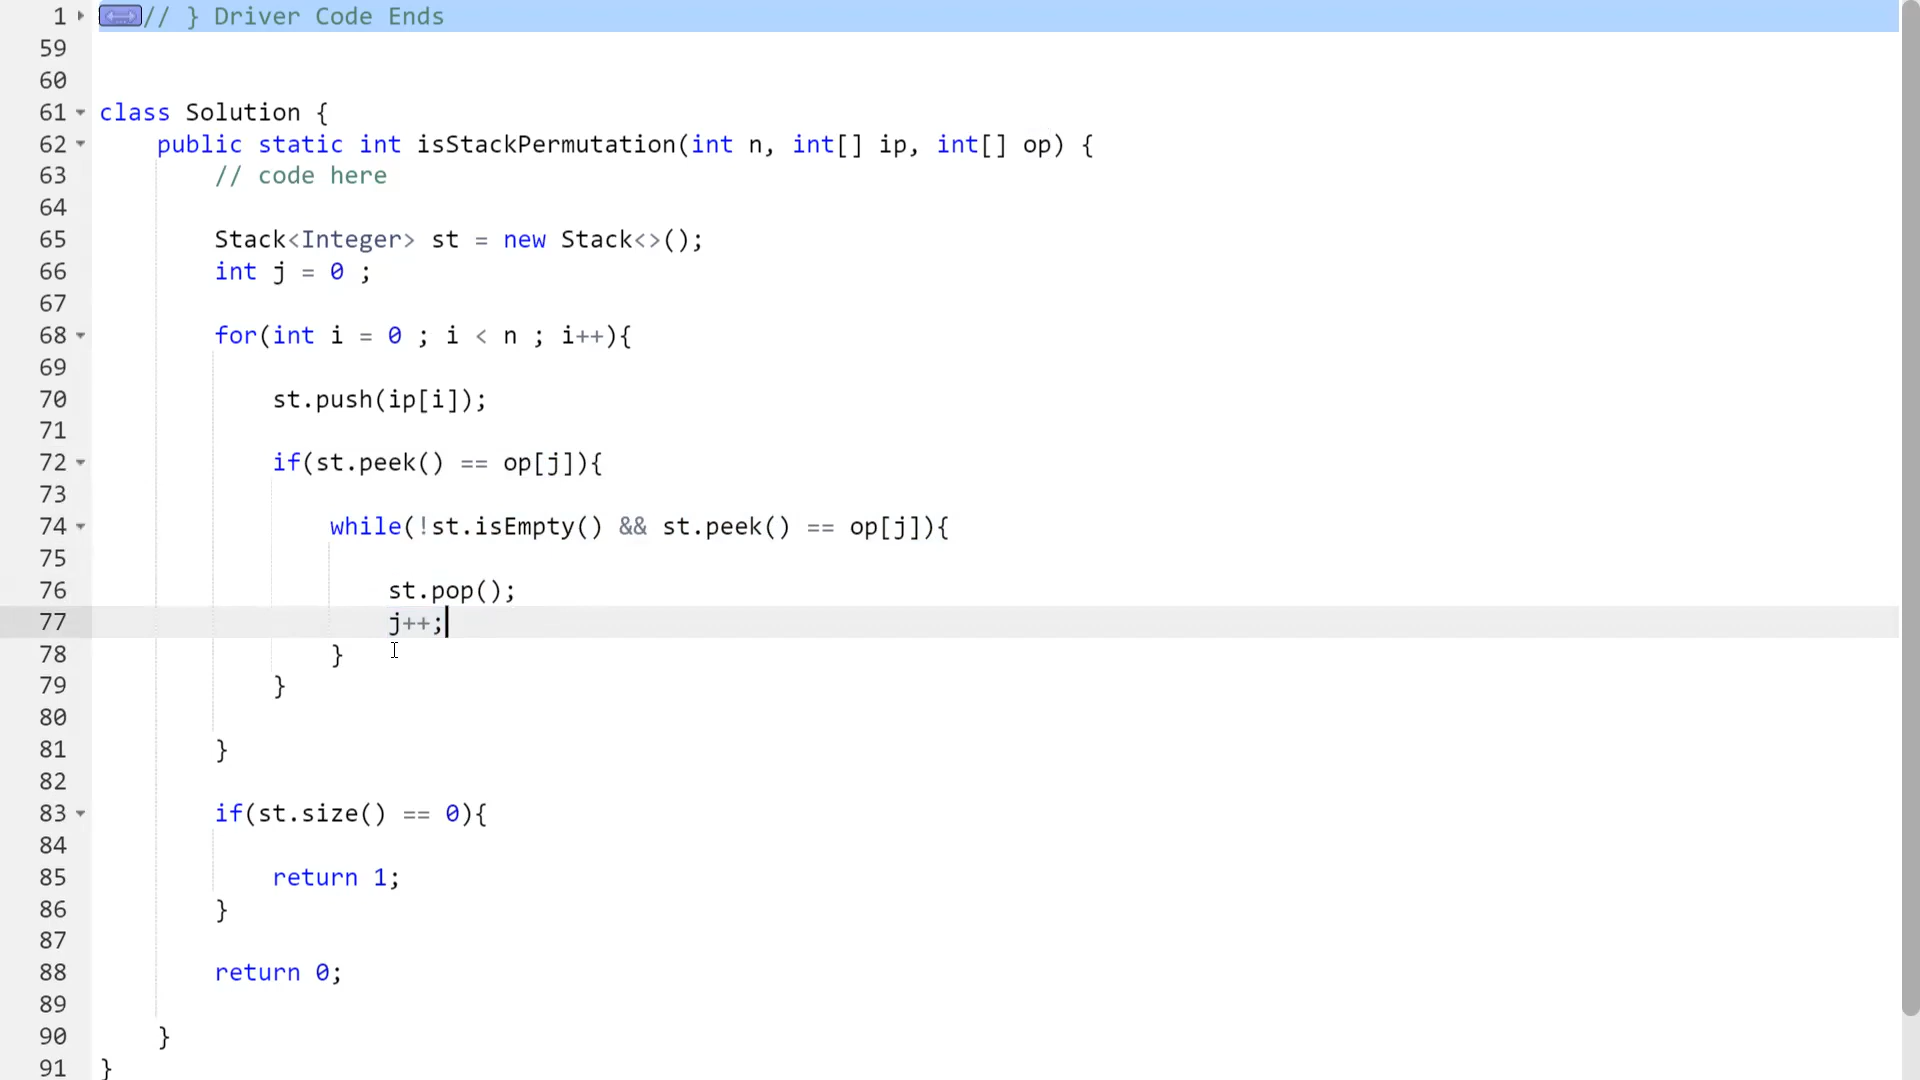 1 // } Driver Code Ends
59
60
61 class Solution {
62 public static int isStackPermutation(int n, int[] ip, int[] op) {
63 // code here
64
65 Stack<Integer> st = new Stack<>();
66 int j = 0 ;
67
68 for(int i = 0 ; i < n ; i++){
69
70 st.push(ip[i]);
71
72 if(st.peek() == op[j]){
73
74 while(!st.isEmpty() && st.peek() == op[j]){
75
76 st.pop();
77 j++;
78 }
79 }
80
81 }
82
83 if(st.size() == 0){
84
85 return 1;
86 }
87
88 return 0;
89
90 }
91 }